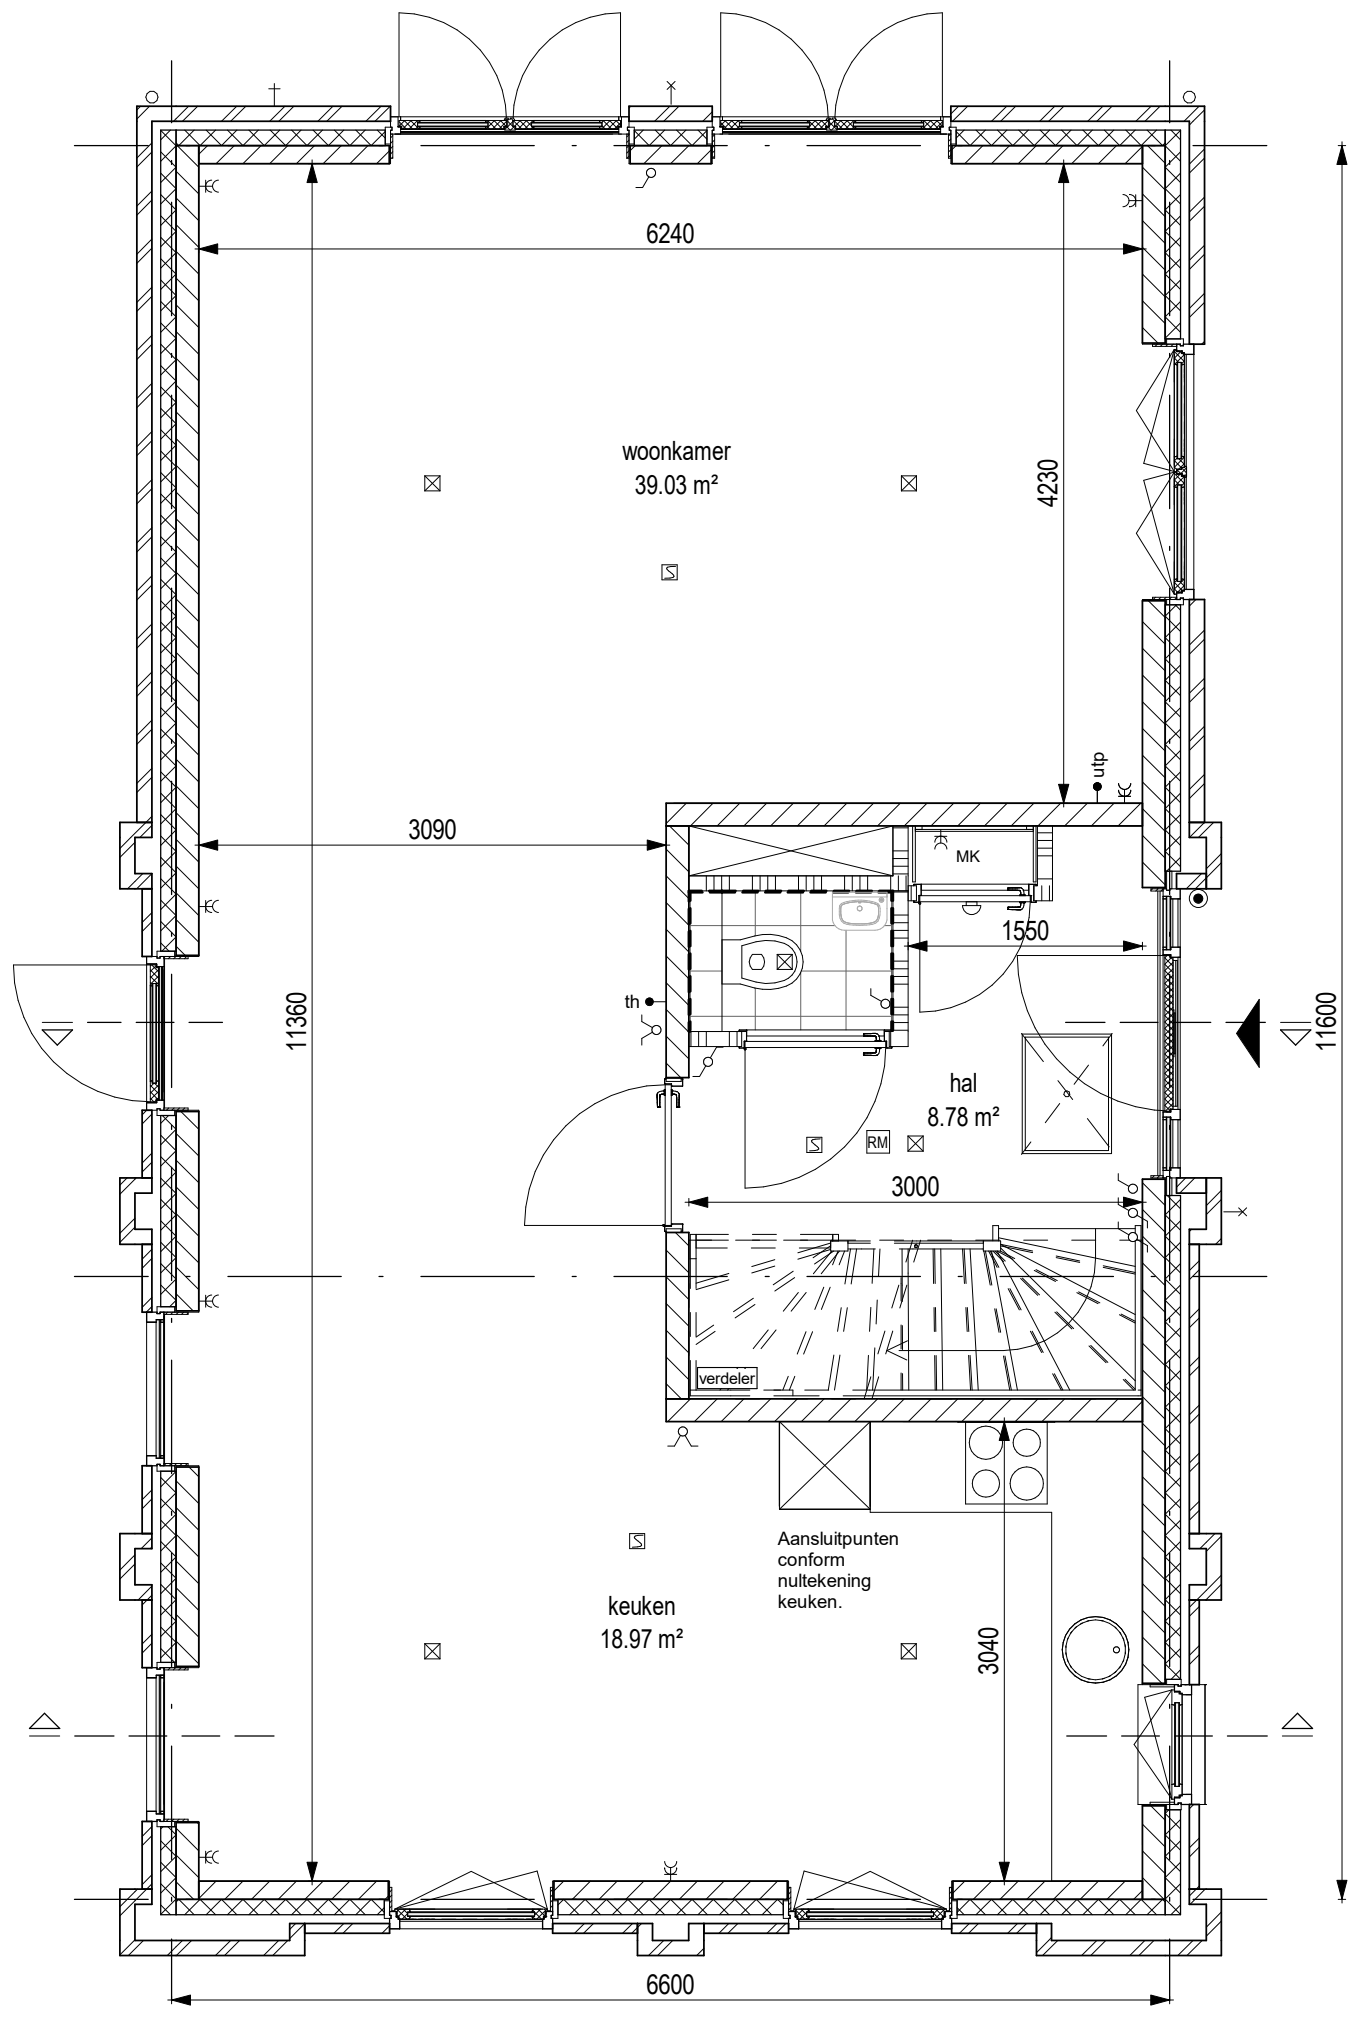 6240
woonkamer
39.03 m²
4230
utp
3090
MK
1550
th
11360
11600
hal
8.78 m²
RM
3000
verdeler
Aansluitpunten
conform
nultekening
keuken.
keuken
18.97 m²
3040
6600